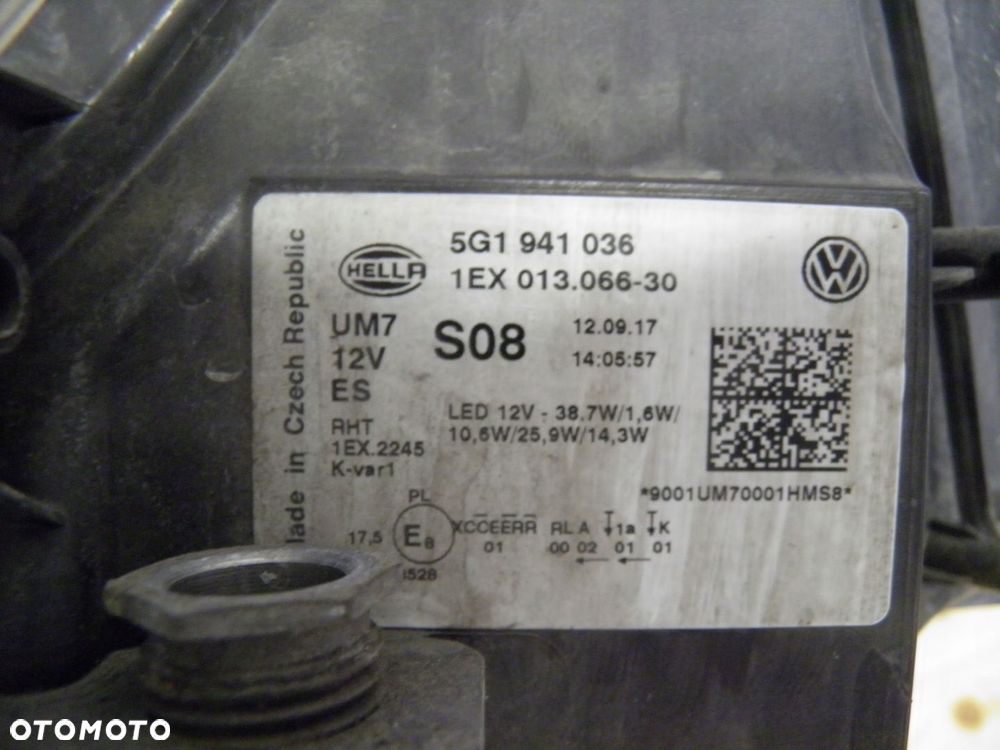 lade in Czech Republic
HELLA
5G1 941 036
1EX 013.066-30
UM7
12V
ES
S08
12.09.17
14:05:57
RHT
1EX.2245
K-var1
LED 12V - 38.7W/1,6W/
10,6W/25,9W/14,3W
*9001UM70001HMS8*
PL
17,5
E8
1528
XCCEERR RL A 1a K
01 00 02 01 01
OTOMOTO